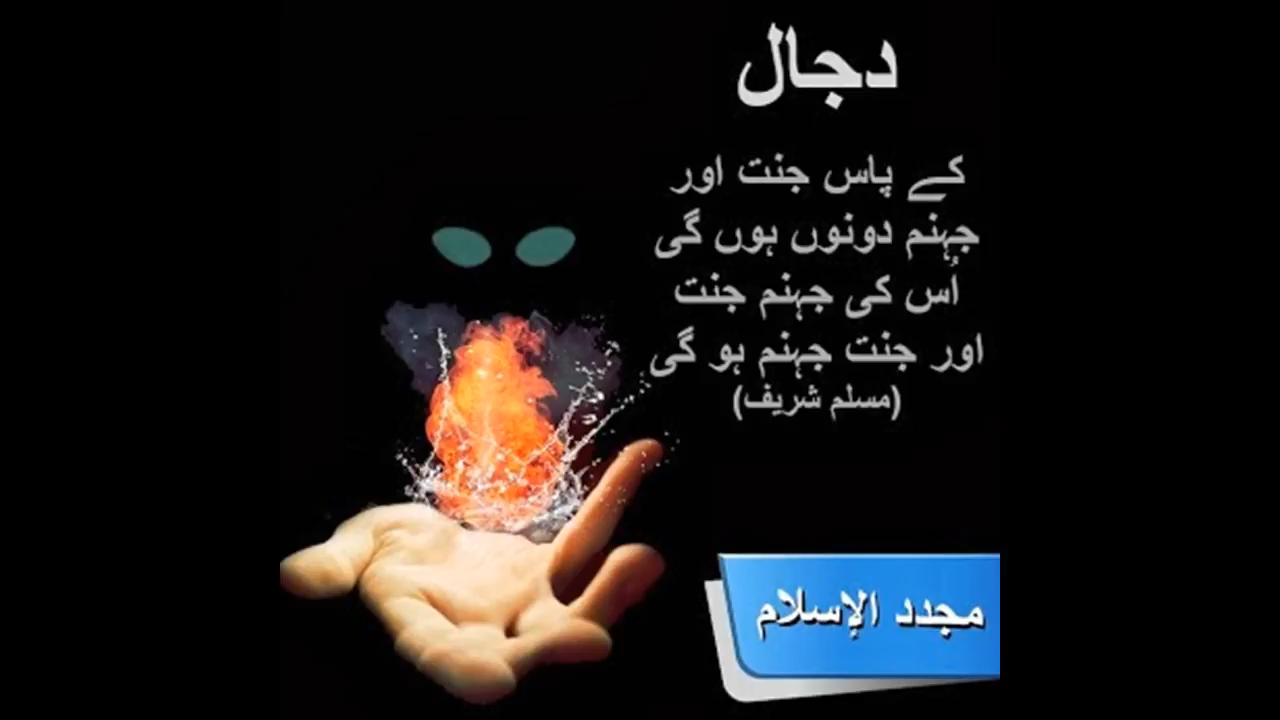 دجال
کے پاس جنت اور
جہنم دونوں ہوں گی
اُس کی جہنم جنت
اور جنت جہنم ہو گی
(مسلم شریف)
مجدد الإسلام